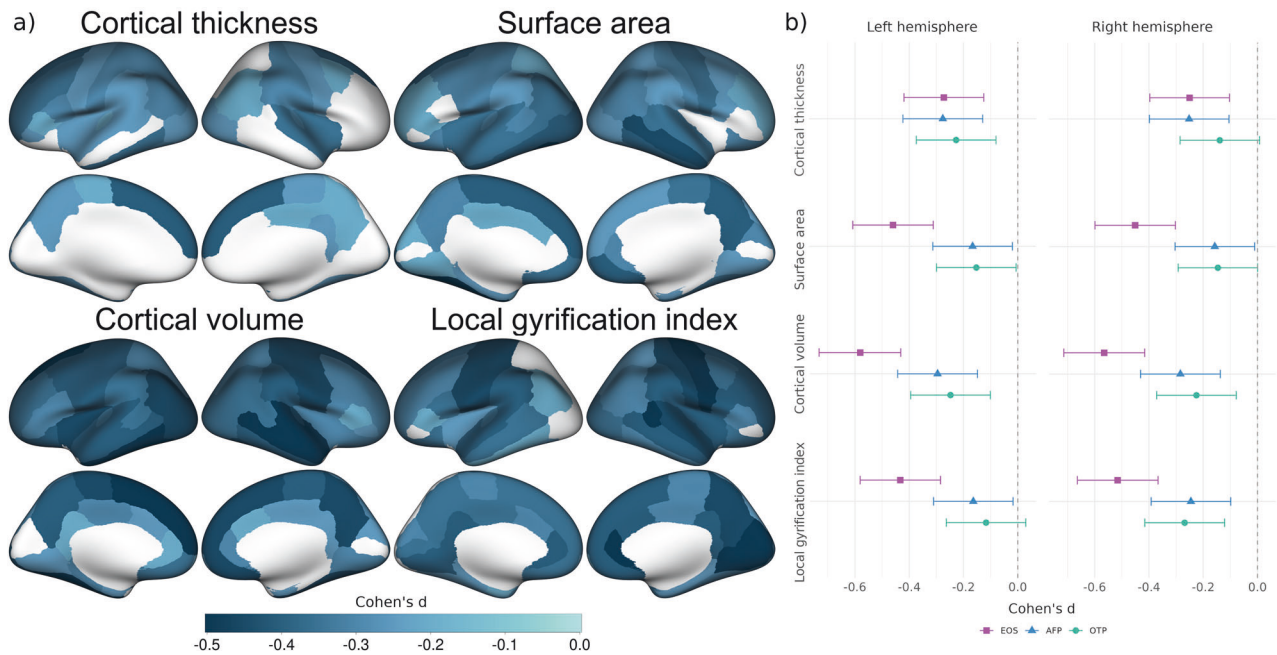 a)
Cortical thickness
Surface area
Cortical volume
Local gyrification index
Cohen's d
-0.5 -0.4 -0.3 -0.2 -0.1 0.0
b)
Left hemisphere
Right hemisphere
Cortical thickness
Surface area
Cortical volume
Local gyrification index
-0.6 -0.4 -0.2 0.0
-0.6 -0.4 -0.2 0.0
Cohen's d
EOS AFP OTP